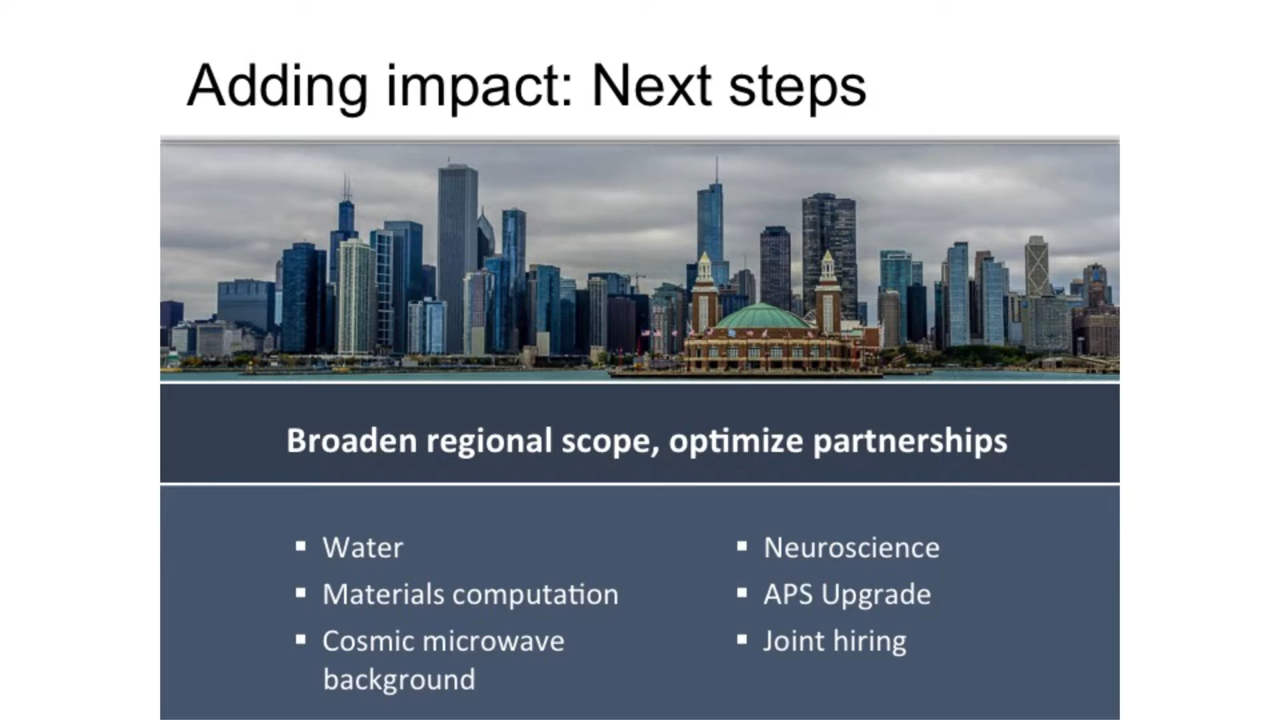 Adding impact: Next steps
Broaden regional scope, optimize partnerships
▪ Water
▪ Materials computation
▪ Cosmic microwave
background
▪ Neuroscience
▪ APS Upgrade
▪ Joint hiring